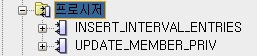 프로시저
INSERT_INTERVAL_ENTRIES
UPDATE_MEMBER_PRIV